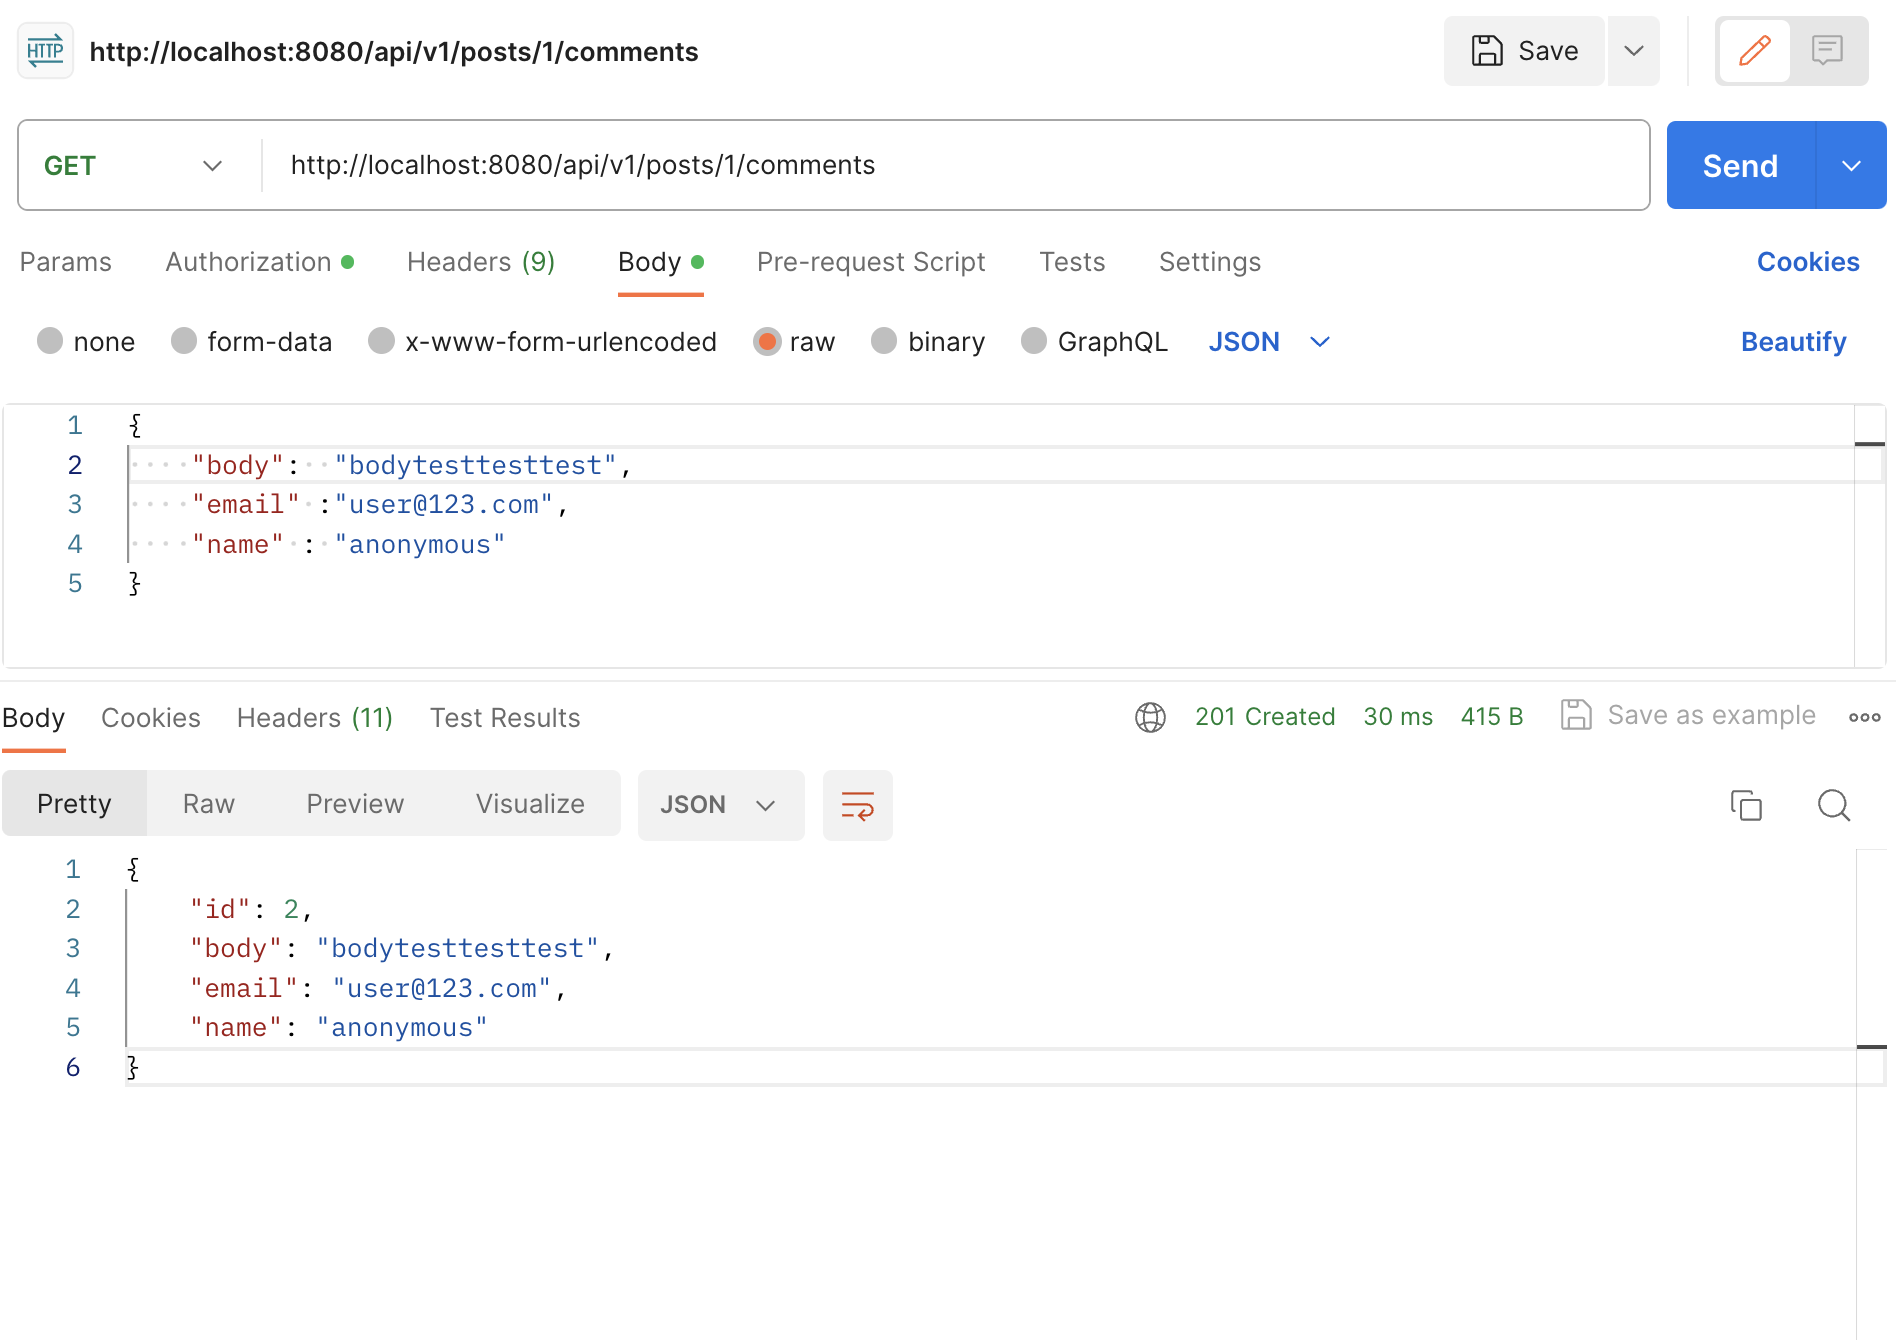 HTTP http://localhost:8080/api/v1/posts/1/comments Save
GET http://localhost:8080/api/v1/posts/1/comments Send
Params Authorization Headers (9) Body Pre-request Script Tests Settings Cookies
none form-data x-www-form-urlencoded raw binary GraphQL JSON Beautify
1 {
2 "body": "bodytesttesttest",
3 "email" :"user@123.com",
4 "name" : "anonymous"
5 }
Body Cookies Headers (11) Test Results 201 Created 30 ms 415 B Save as example
Pretty Raw Preview Visualize JSON
1 {
2 "id": 2,
3 "body": "bodytesttesttest",
4 "email": "user@123.com",
5 "name": "anonymous"
6 }